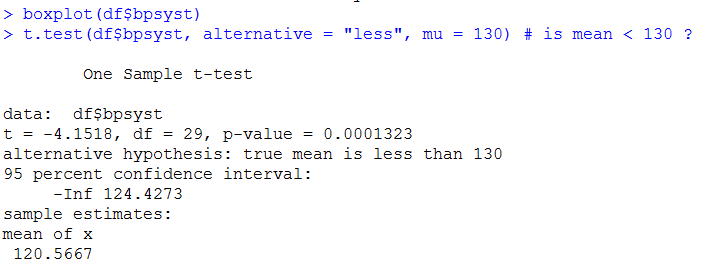 > boxplot(df$bpsyst)
> t.test(df$bpsyst, alternative = "less", mu = 130) # is mean < 130 ?
One Sample t-test
data:  df$bpsyst
t = -4.1518, df = 29, p-value = 0.0001323
alternative hypothesis: true mean is less than 130
95 percent confidence interval:
-Inf 124.4273
sample estimates:
mean of x
120.5667